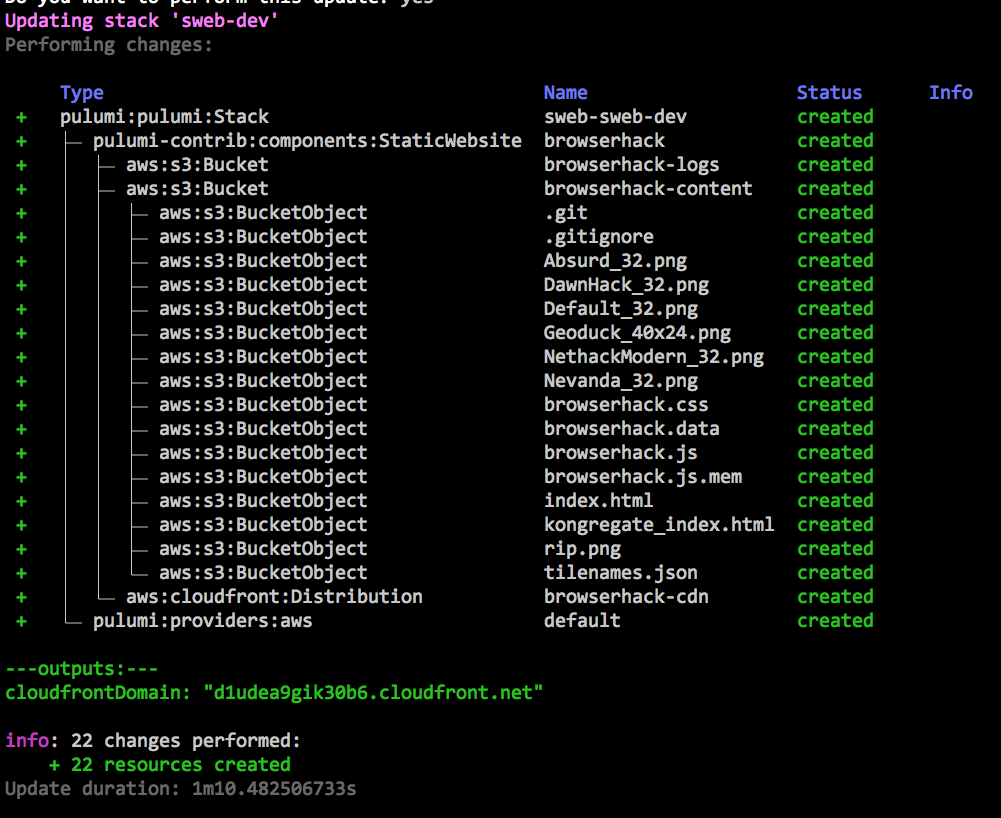 Do you want to perform this update? yes
Updating stack 'sweb-dev'
Performing changes:
Type Name Status Info
+ pulumi:pulumi:Stack sweb-sweb-dev created
+ pulumi-contrib:components:StaticWebsite browserhack created
+ aws:s3:Bucket browserhack-logs created
+ aws:s3:Bucket browserhack-content created
+ aws:s3:BucketObject .git created
+ aws:s3:BucketObject .gitignore created
+ aws:s3:BucketObject Absurd_32.png created
+ aws:s3:BucketObject DawnHack_32.png created
+ aws:s3:BucketObject Default_32.png created
+ aws:s3:BucketObject Geoduck_40x24.png created
+ aws:s3:BucketObject NethackModern_32.png created
+ aws:s3:BucketObject Nevanda_32.png created
+ aws:s3:BucketObject browserhack.css created
+ aws:s3:BucketObject browserhack.data created
+ aws:s3:BucketObject browserhack.js created
+ aws:s3:BucketObject browserhack.js.mem created
+ aws:s3:BucketObject index.html created
+ aws:s3:BucketObject kongregate_index.html created
+ aws:s3:BucketObject rip.png created
+ aws:s3:BucketObject tilenames.json created
+ aws:cloudfront:Distribution browserhack-cdn created
+ pulumi:providers:aws default created
---outputs:---
cloudfrontDomain: "d1udea9gik30b6.cloudfront.net"
info: 22 changes performed:
+ 22 resources created
Update duration: 1m10.482506733s